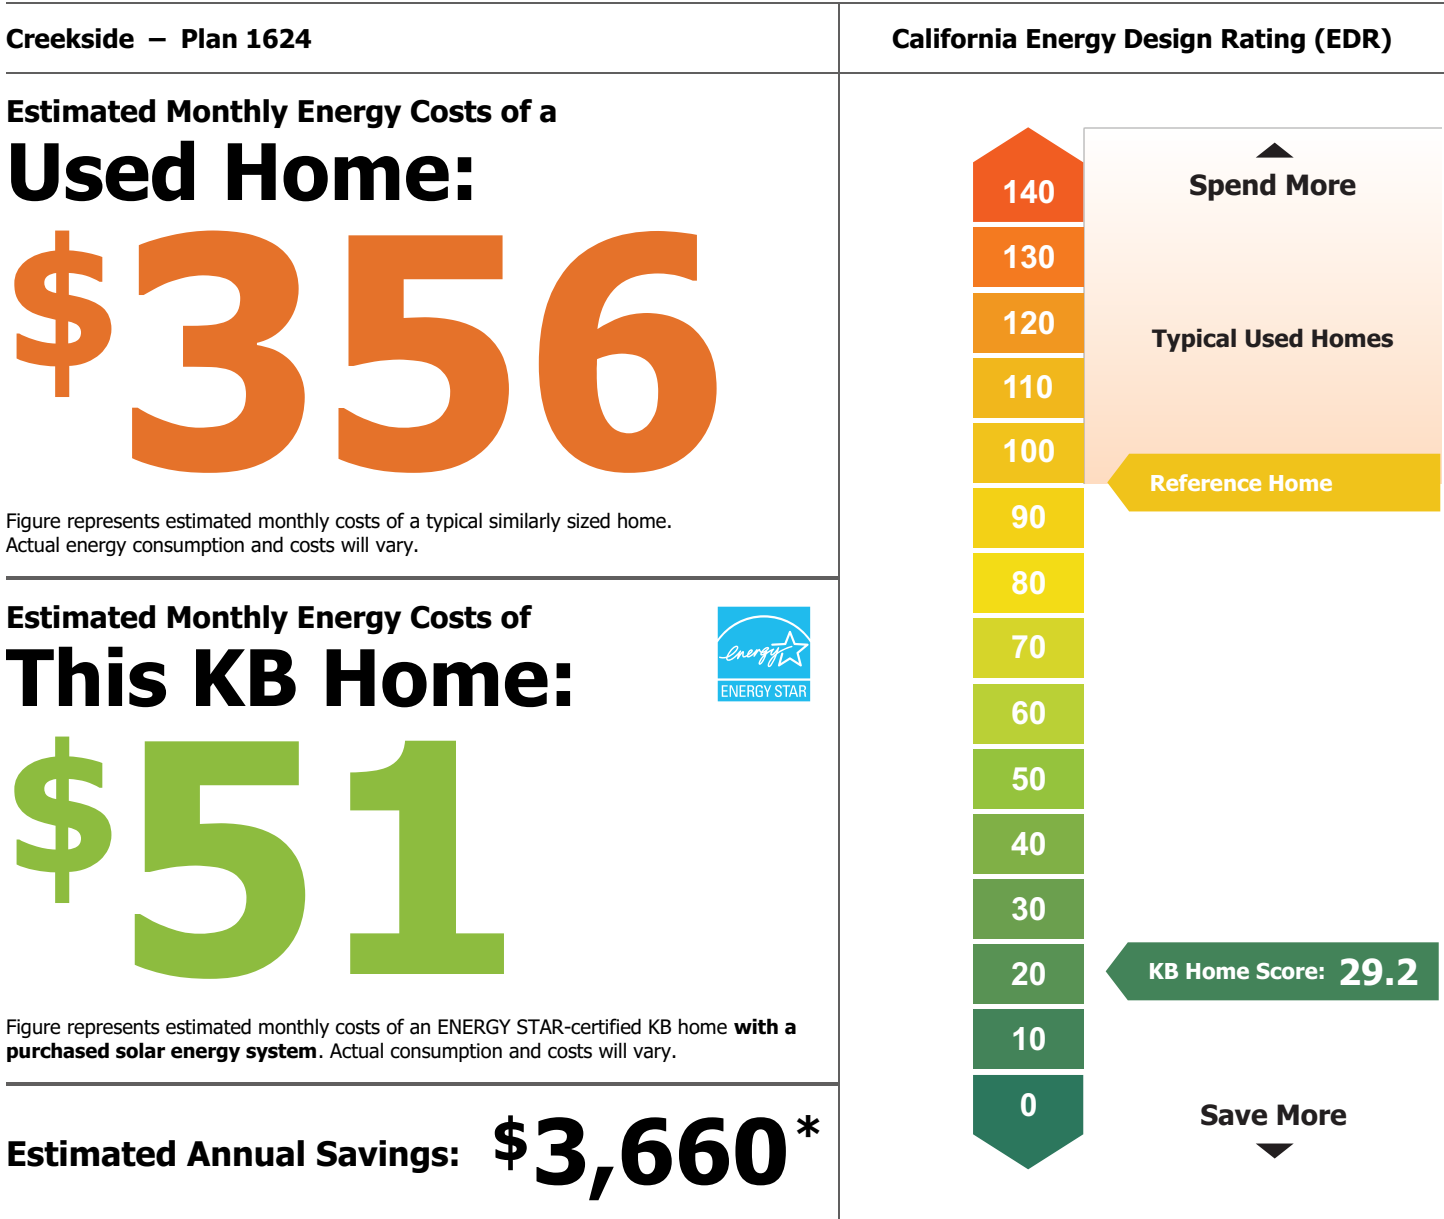 Creekside – Plan 1624
Estimated Monthly Energy Costs of a
Used Home:
$356
Figure represents estimated monthly costs of a typical similarly sized home.
Actual energy consumption and costs will vary.
Estimated Monthly Energy Costs of
This KB Home:
energy
ENERGY STAR
$51
Figure represents estimated monthly costs of an ENERGY STAR-certified KB home with a
purchased solar energy system. Actual consumption and costs will vary.
Estimated Annual Savings: $3,660*
California Energy Design Rating (EDR)
140
Spend More
130
120
Typical Used Homes
110
100
Reference Home
90
80
70
60
50
40
30
20
KB Home Score: 29.2
10
0
Save More